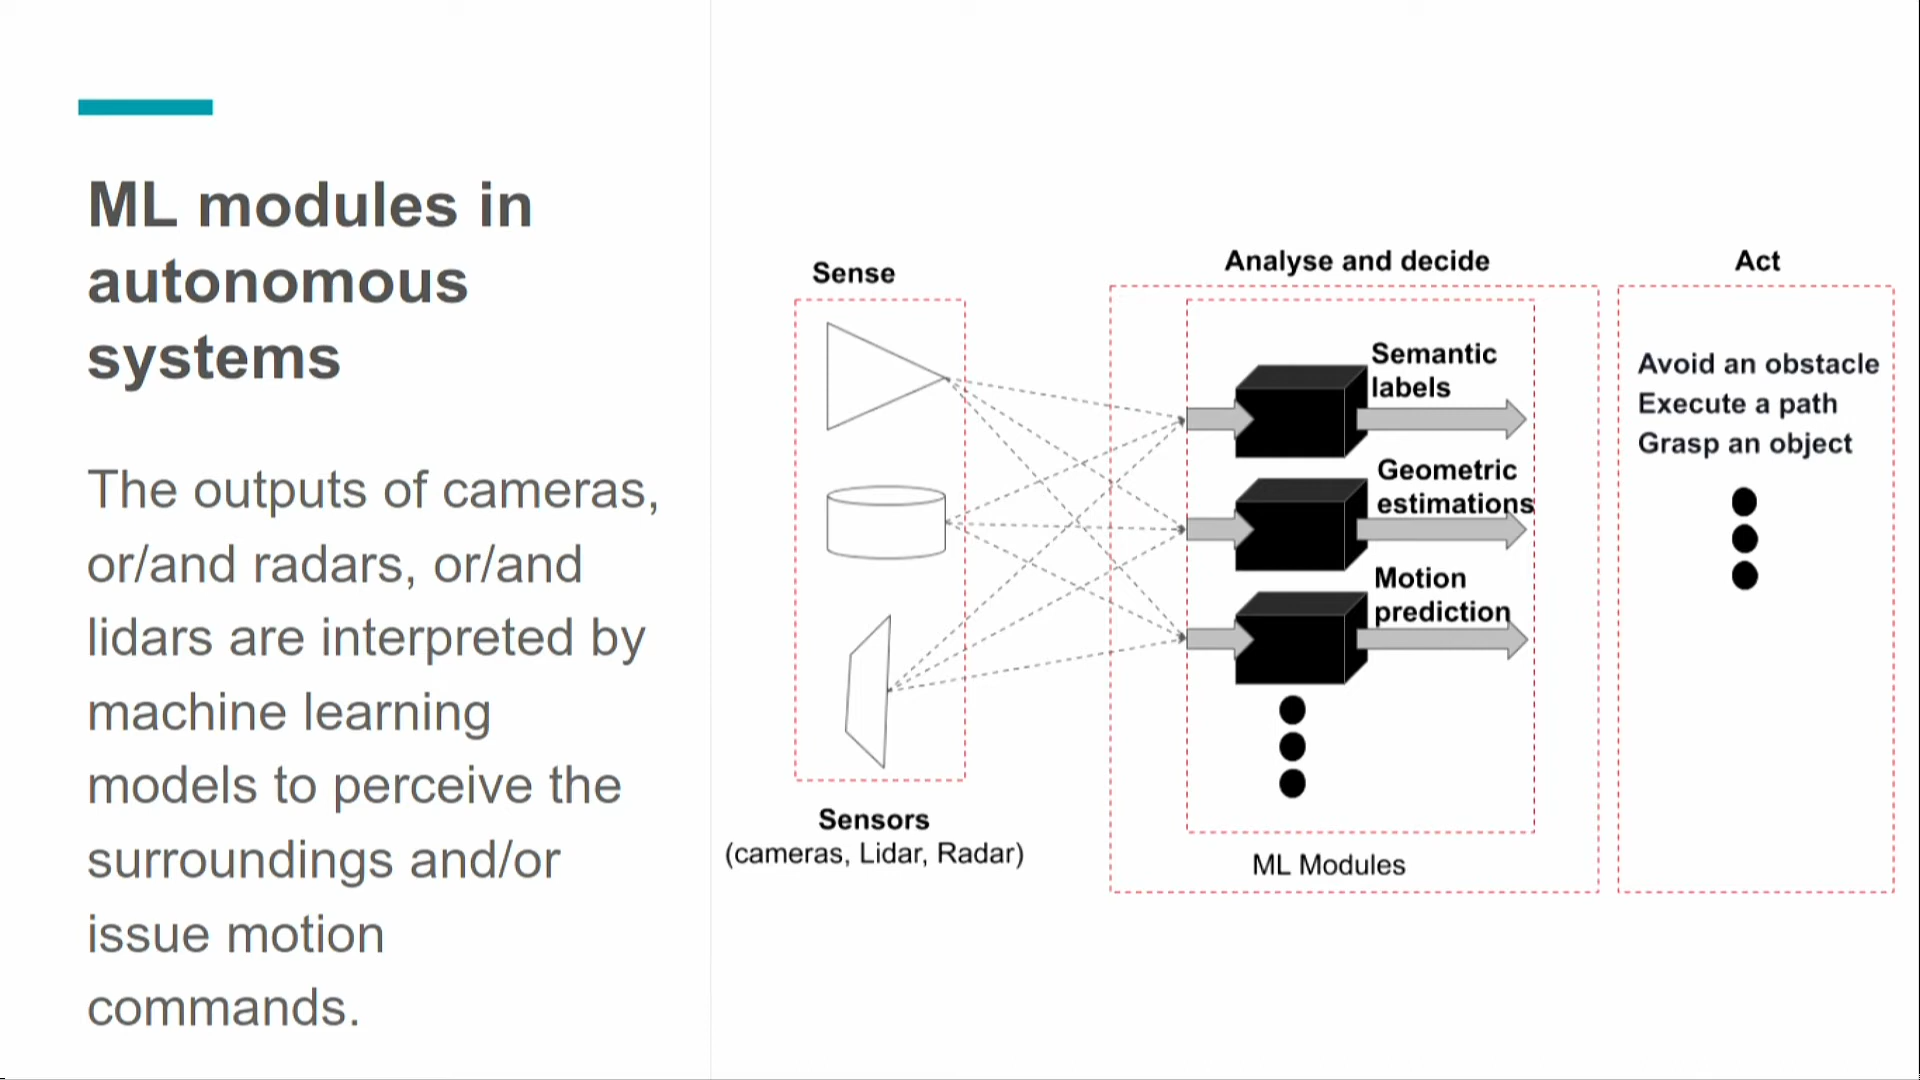 ML modules in
autonomous
systems
The outputs of cameras,
or/and radars, or/and
lidars are interpreted by
machine learning
models to perceive the
surroundings and/or
issue motion
commands.
Sense
Sensors
(cameras, Lidar, Radar)
Analyse and decide
Semantic
labels
Geometric
estimations
Motion
prediction
ML Modules
Act
Avoid an obstacle
Execute a path
Grasp an object